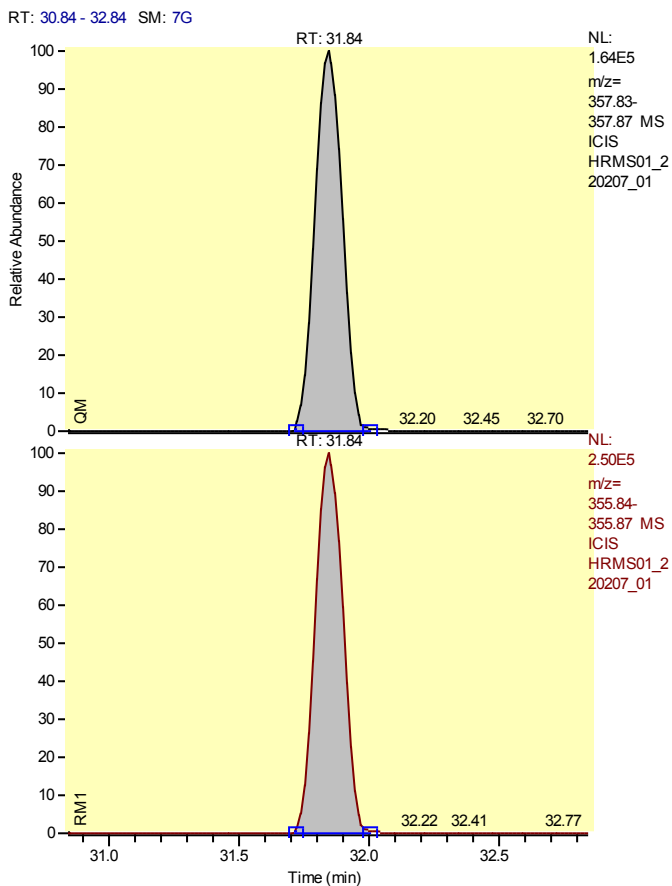 RT: 30.84 - 32.84 SM: 7G
RT: 31.84
NL:
1.64E5
m/z=
357.83-
357.87 MS
ICIS
HRMS01_2
20207_01
100
90
80
70
60
50
40
30
20
10
0
Relative Abundance
QM
32.20 32.45 32.70
RT: 31.84
NL:
2.50E5
m/z=
355.84-
355.87 MS
ICIS
HRMS01_2
20207_01
100
90
80
70
60
50
40
30
20
10
0
RM1
32.22 32.41 32.77
31.0 31.5 32.0 32.5
Time (min)